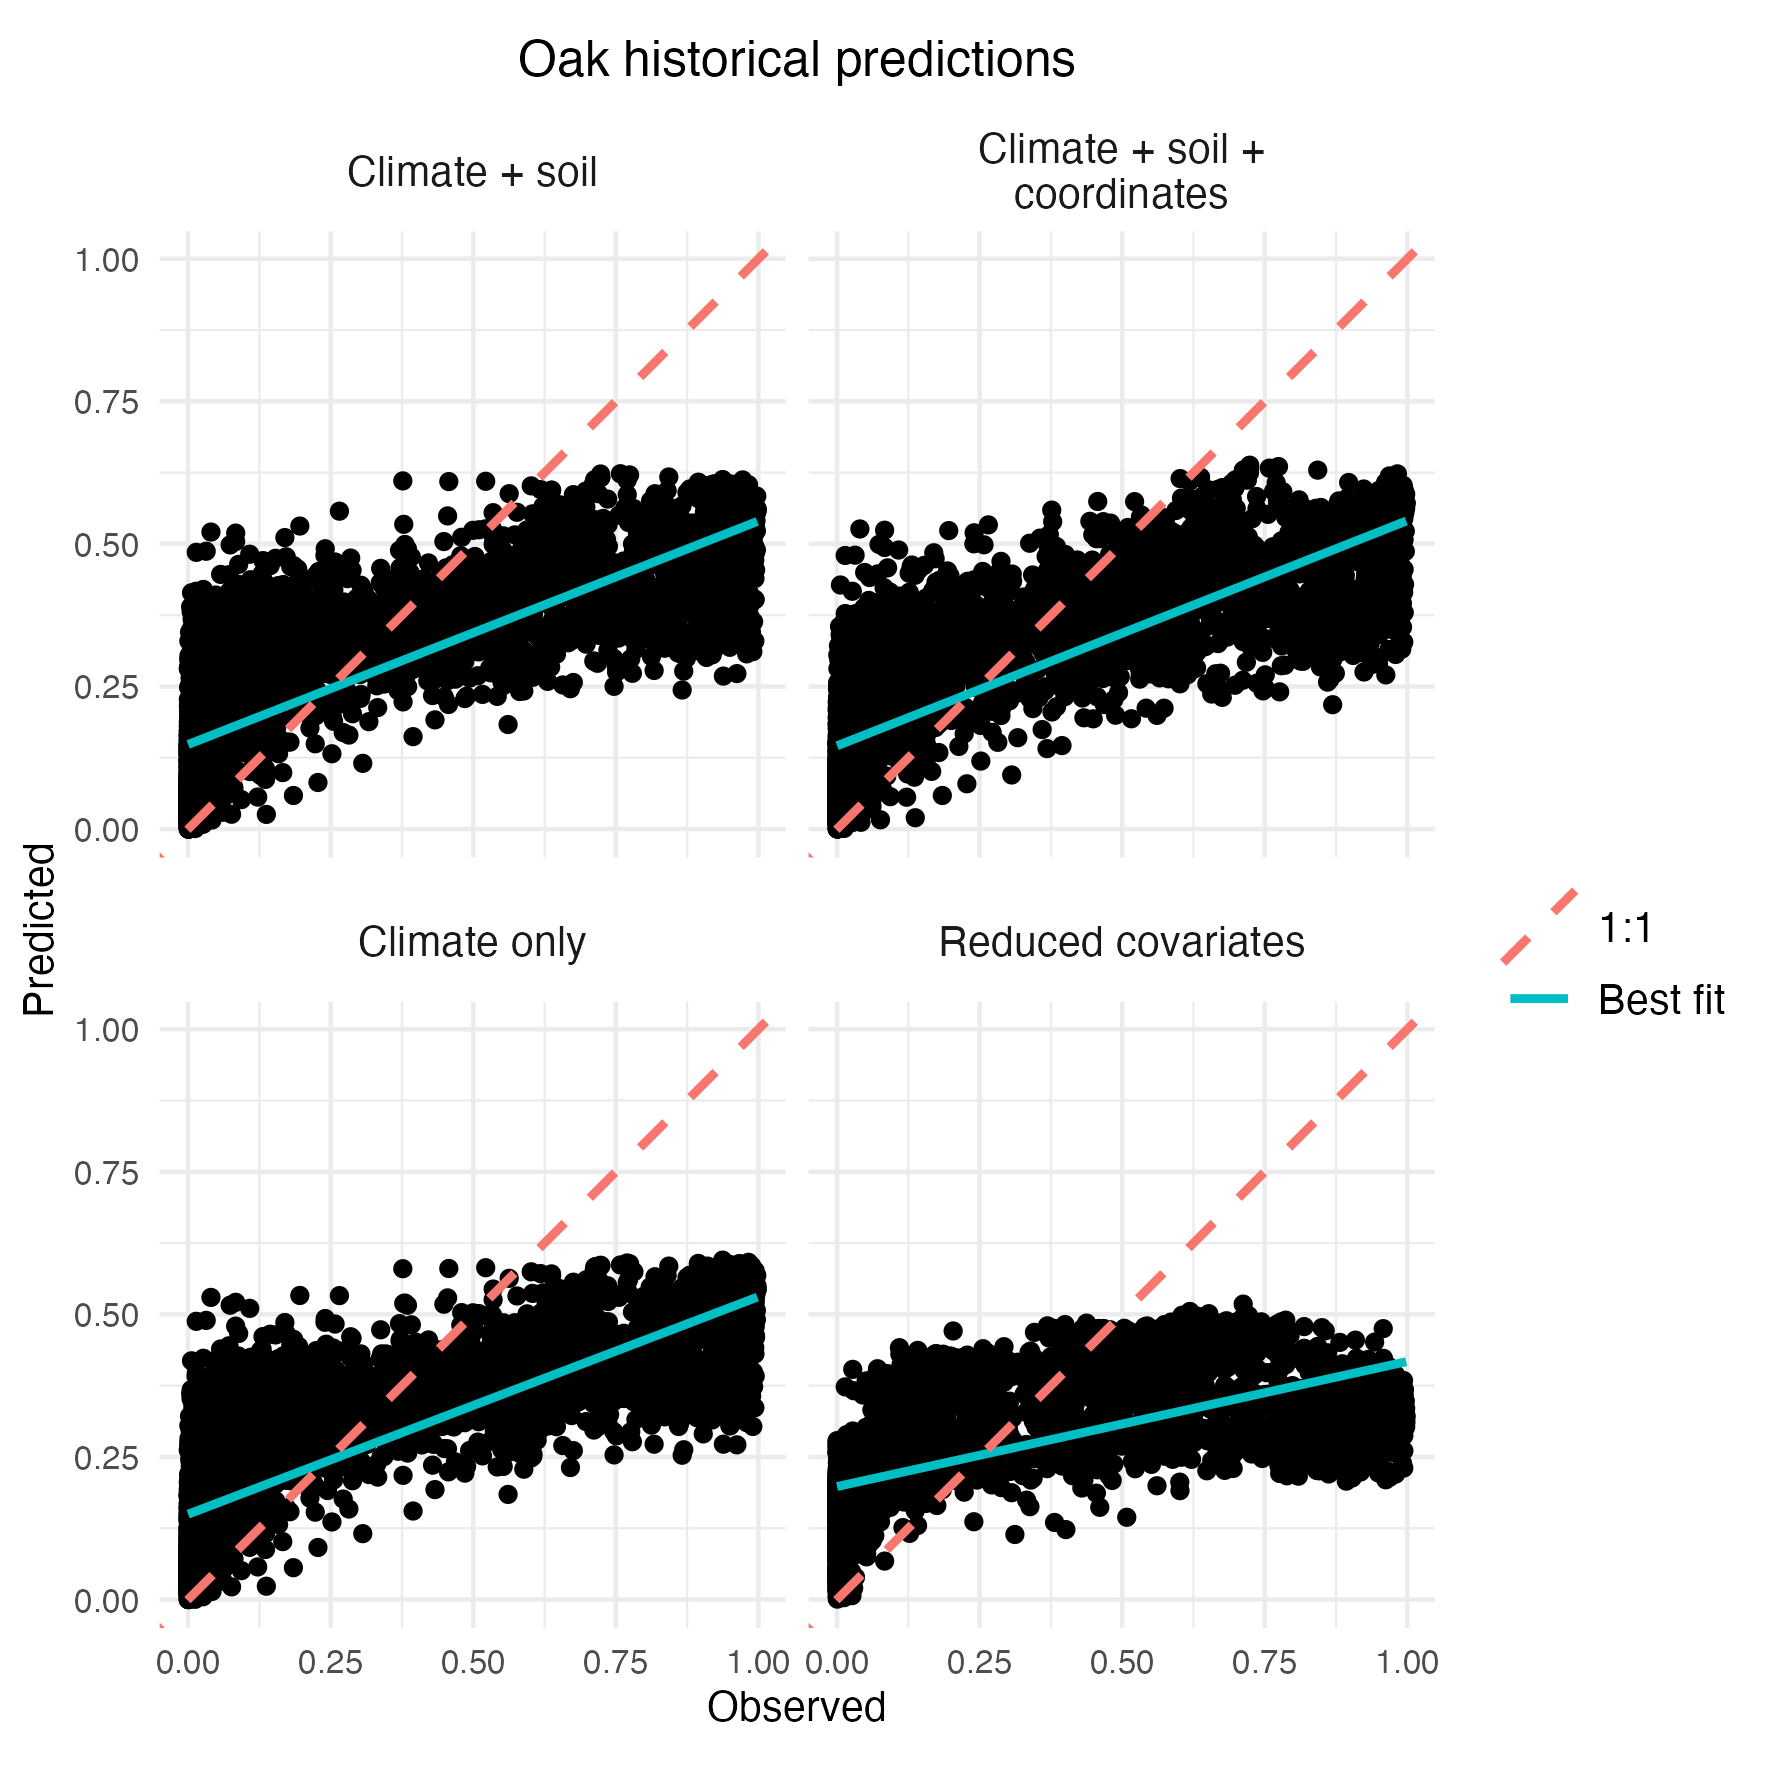 Oak historical predictions
Climate + soil
Climate + soil +
coordinates
1.00
0.75
0.50
0.25
0.00
Climate only
Reduced covariates
1.00
0.75
0.50
0.25
0.00
0.00 0.25 0.50 0.75 1.00
0.00 0.25 0.50 0.75 1.00
Observed
Predicted
1:1
Best fit